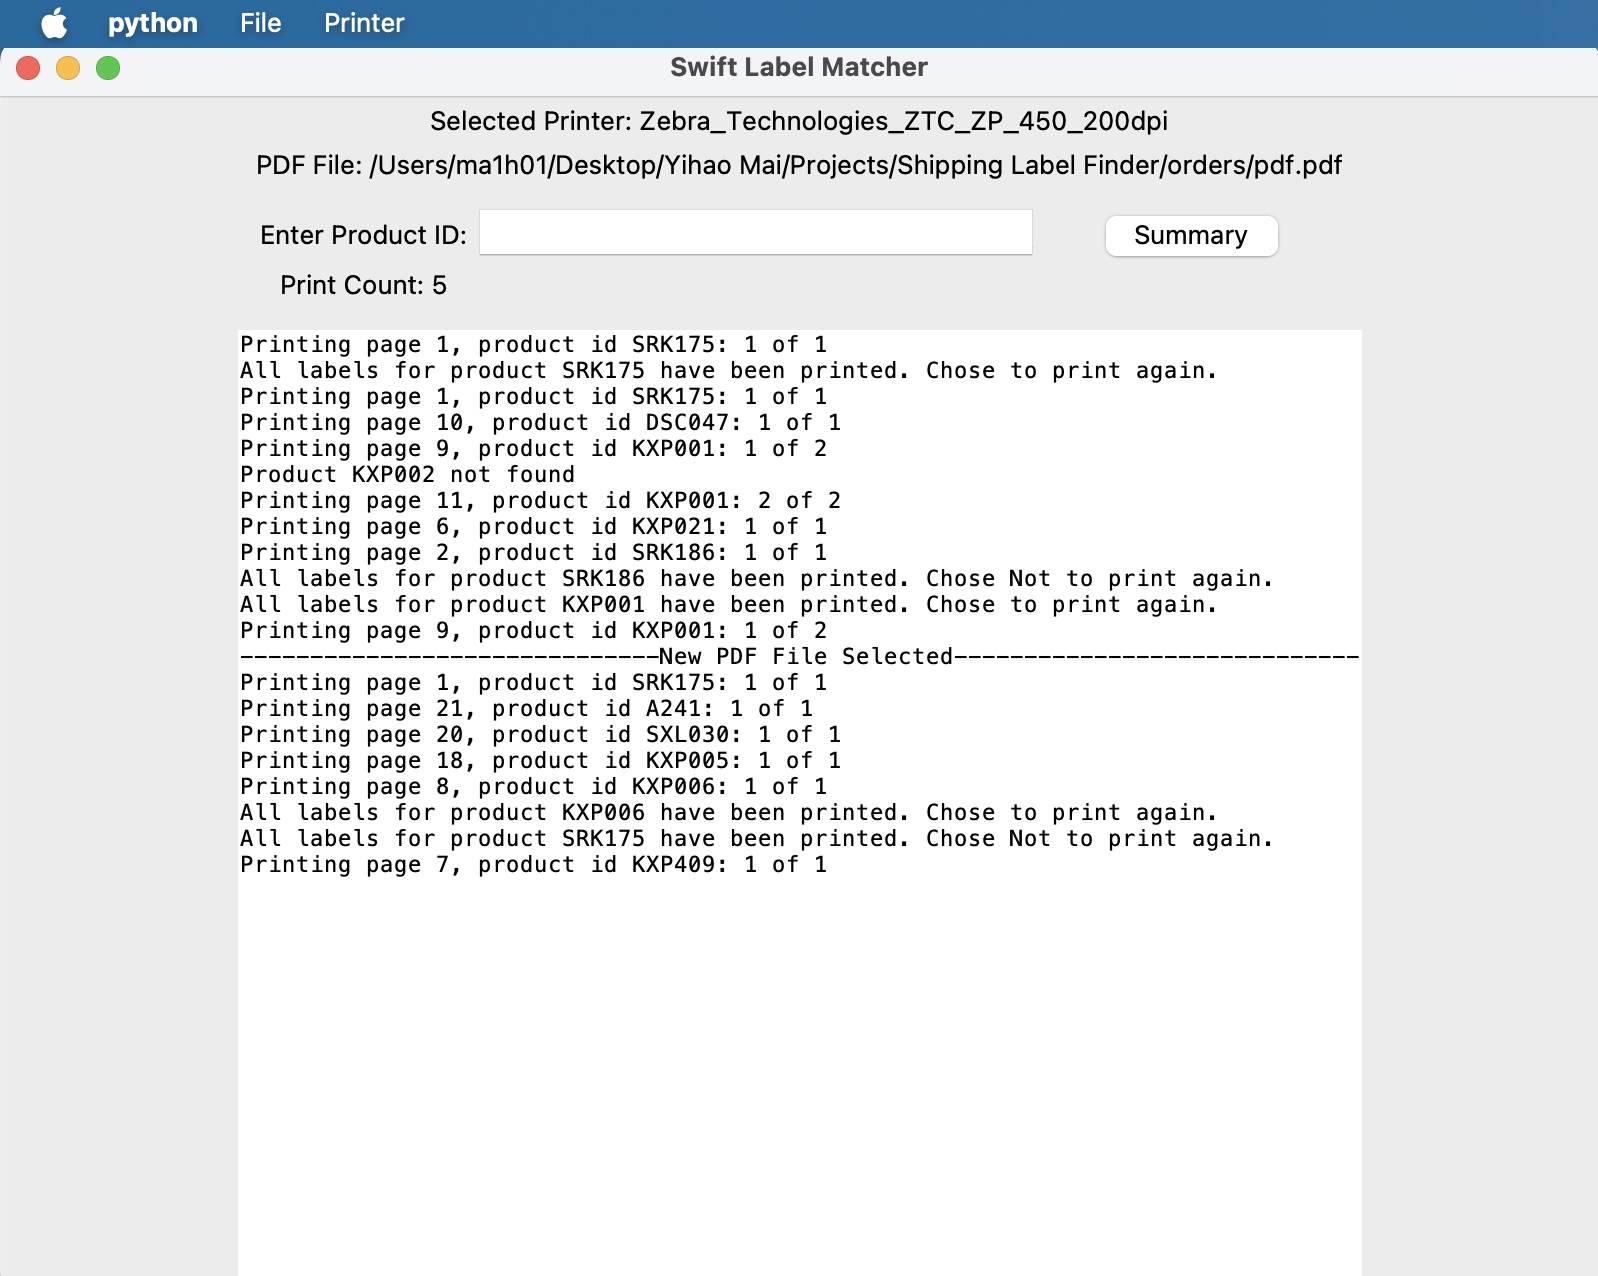 python File Printer
Swift Label Matcher
Selected Printer: Zebra_Technologies_ZTC_ZP_450_200dpi
PDF File: /Users/ma1h01/Desktop/Yihao Mai/Projects/Shipping Label Finder/orders/pdf.pdf
Enter Product ID: Summary
Print Count: 5
Printing page 1, product id SRK175: 1 of 1
All labels for product SRK175 have been printed. Chose to print again.
Printing page 1, product id SRK175: 1 of 1
Printing page 10, product id DSC047: 1 of 1
Printing page 9, product id KXP001: 1 of 2
Product KXP002 not found
Printing page 11, product id KXP001: 2 of 2
Printing page 6, product id KXP021: 1 of 1
Printing page 2, product id SRK186: 1 of 1
All labels for product SRK186 have been printed. Chose Not to print again.
All labels for product KXP001 have been printed. Chose to print again.
Printing page 9, product id KXP001: 1 of 2
------------------------------New PDF File Selected-----------------------------
Printing page 1, product id SRK175: 1 of 1
Printing page 21, product id A241: 1 of 1
Printing page 20, product id SXL030: 1 of 1
Printing page 18, product id KXP005: 1 of 1
Printing page 8, product id KXP006: 1 of 1
All labels for product KXP006 have been printed. Chose to print again.
All labels for product SRK175 have been printed. Chose Not to print again.
Printing page 7, product id KXP409: 1 of 1